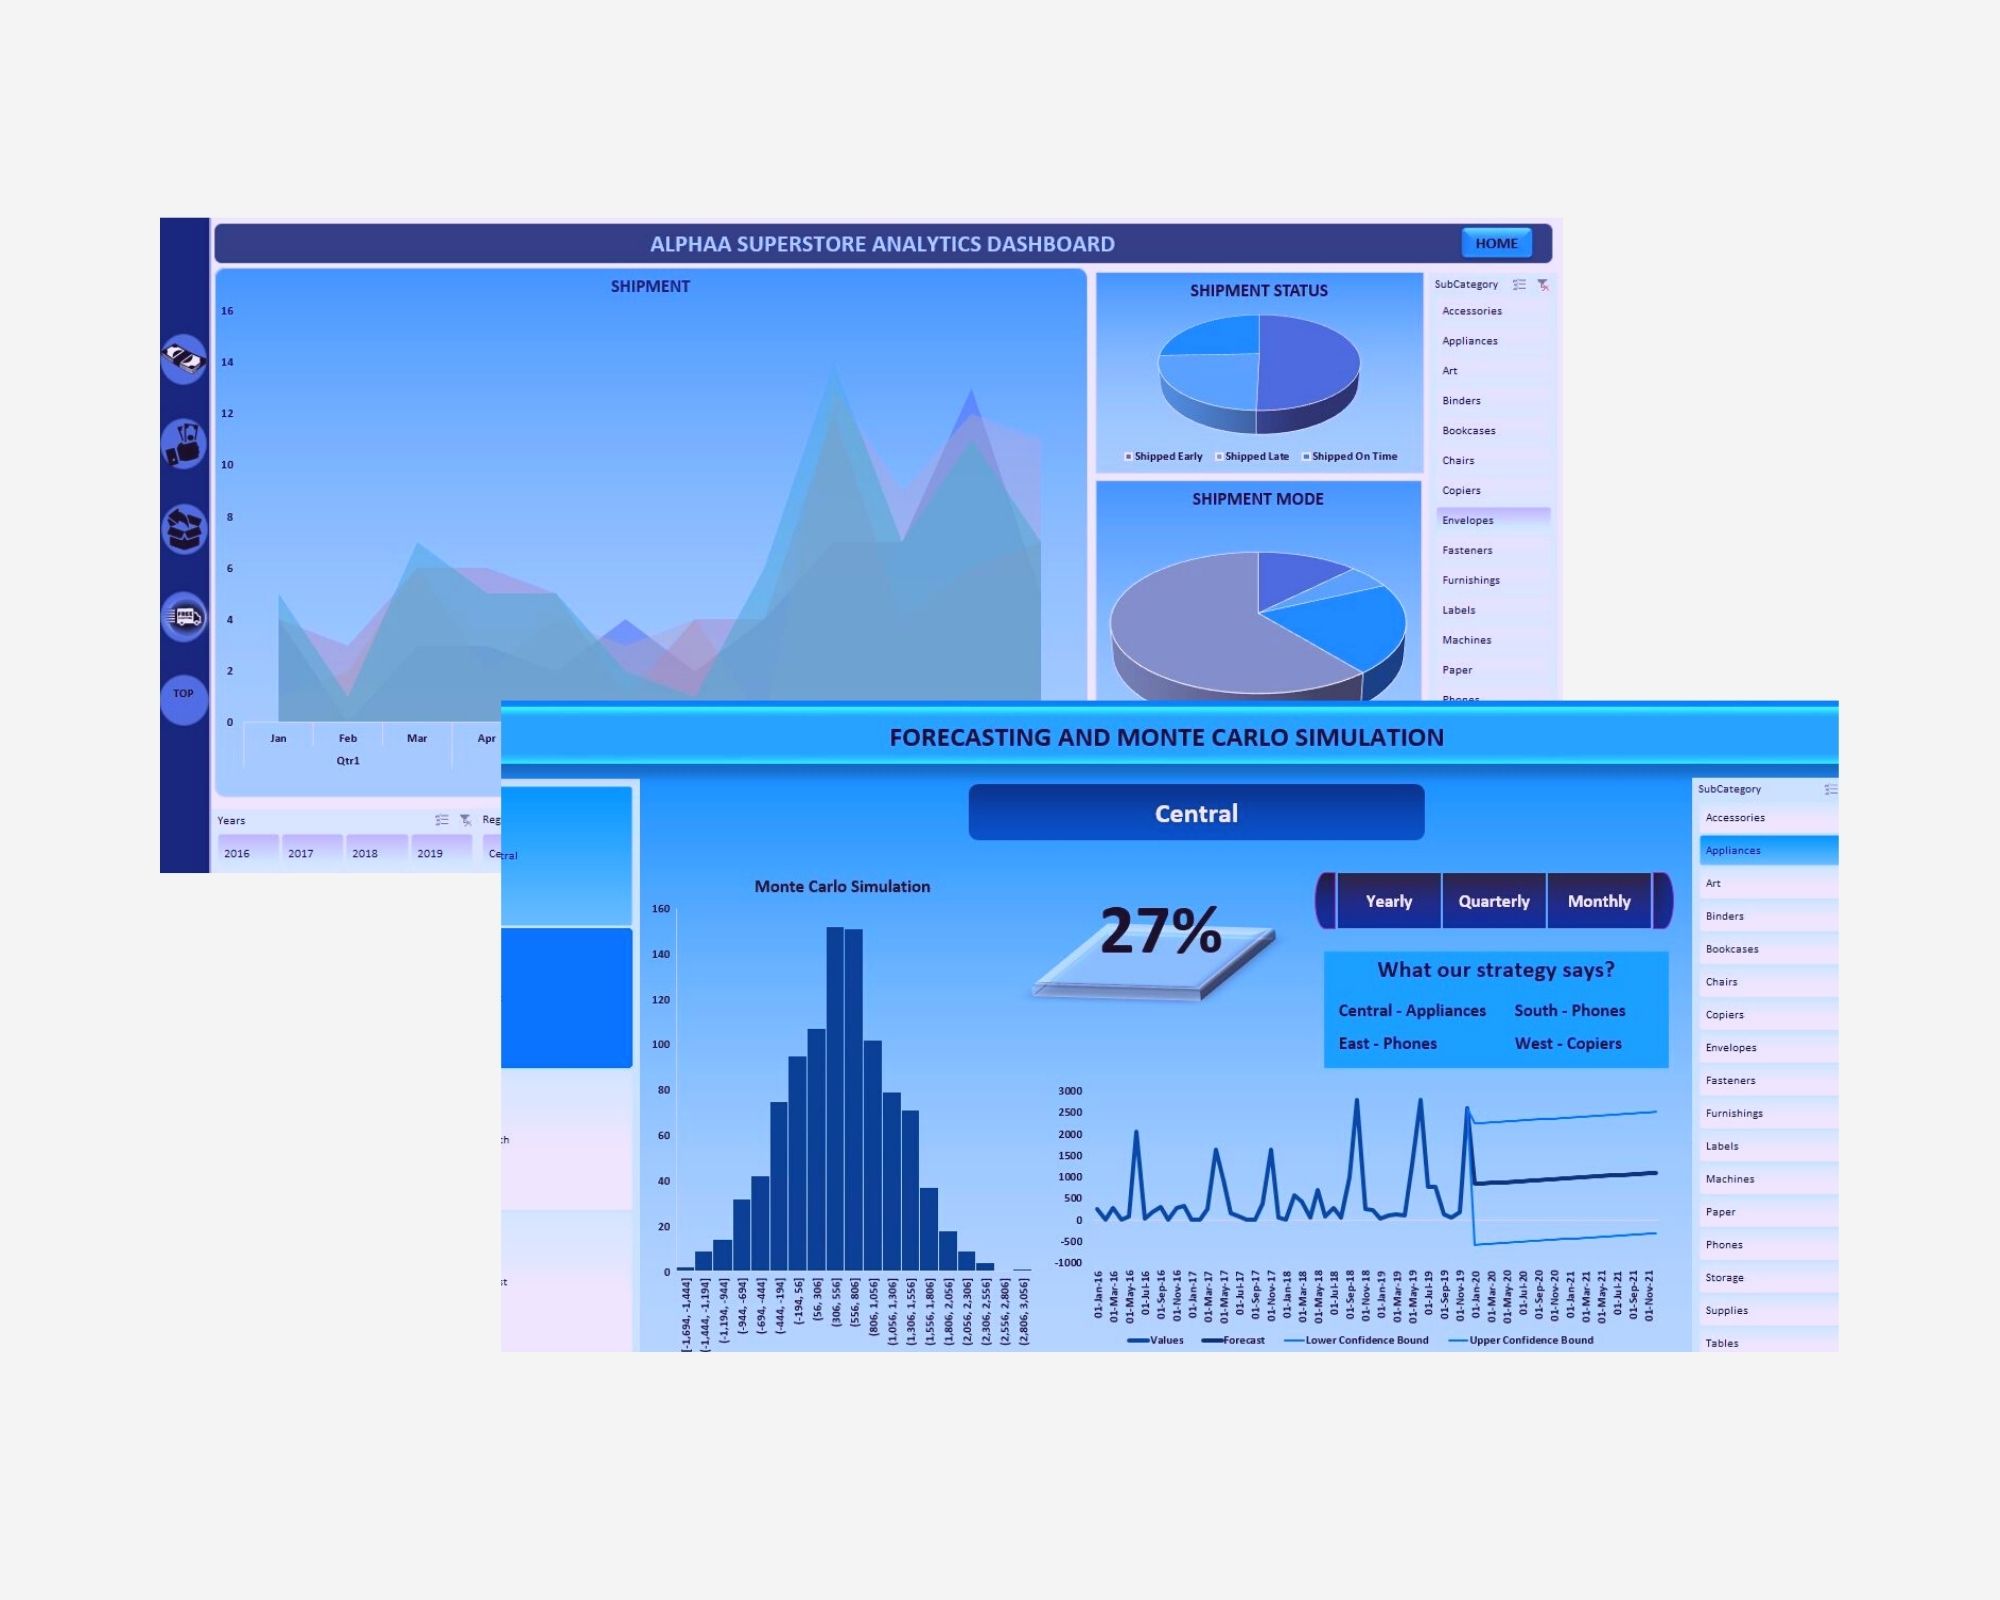 ALPHAA SUPERSTORE ANALYTICS DASHBOARD
HOME
SHIPMENT
16
14
12
10
8
6
4
2
0
Jan Feb Mar Apr
Qtr1
FREE
TOP
SHIPMENT STATUS
Shipped Early Shipped Late Shipped On Time
SHIPMENT MODE
SubCategory
Accessories
Appliances
Art
Binders
Bookcases
Chairs
Copiers
Envelopes
Fasteners
Furnishings
Labels
Machines
Paper
Phones
Years
2016 2017 2018 2019
Reg
Ce
FORECASTING AND MONTE CARLO SIMULATION
tral
th
st
Central
Monte Carlo Simulation
160
140
120
100
80
60
40
20
0
[-1,694, -1,444]
(-1,444, -1,194]
(-1,194, -944]
(-944, -694]
(-694, -444]
(-444, -194]
(-194, 56]
(56, 306]
(306, 556]
(556, 806]
(806, 1,056]
(1,056, 1,306]
(1,306, 1,556]
(1,556, 1,806]
(1,806, 2,056]
(2,056, 2,306]
(2,306, 2,556]
(2,556, 2,806]
(2,806, 3,056]
27%
Yearly Quarterly Monthly
What our strategy says?
Central - Appliances South - Phones
East - Phones West - Copiers
3000
2500
2000
1500
1000
500
0
-500
-1000
01-Jan-16
01-Mar-16
01-May-16
01-Jul-16
01-Sep-16
01-Nov-16
01-Jan-17
01-Mar-17
01-May-17
01-Jul-17
01-Sep-17
01-Nov-17
01-Jan-18
01-Mar-18
01-May-18
01-Jul-18
01-Sep-18
01-Nov-18
01-Jan-19
01-Mar-19
01-May-19
01-Jul-19
01-Sep-19
01-Nov-19
01-Jan-20
01-Mar-20
01-May-20
01-Jul-20
01-Sep-20
01-Nov-20
01-Jan-21
01-Mar-21
01-May-21
01-Jul-21
01-Sep-21
01-Nov-21
Values Forecast Lower Confidence Bound Upper Confidence Bound
SubCategory
Accessories
Appliances
Art
Binders
Bookcases
Chairs
Copiers
Envelopes
Fasteners
Furnishings
Labels
Machines
Paper
Phones
Storage
Supplies
Tables